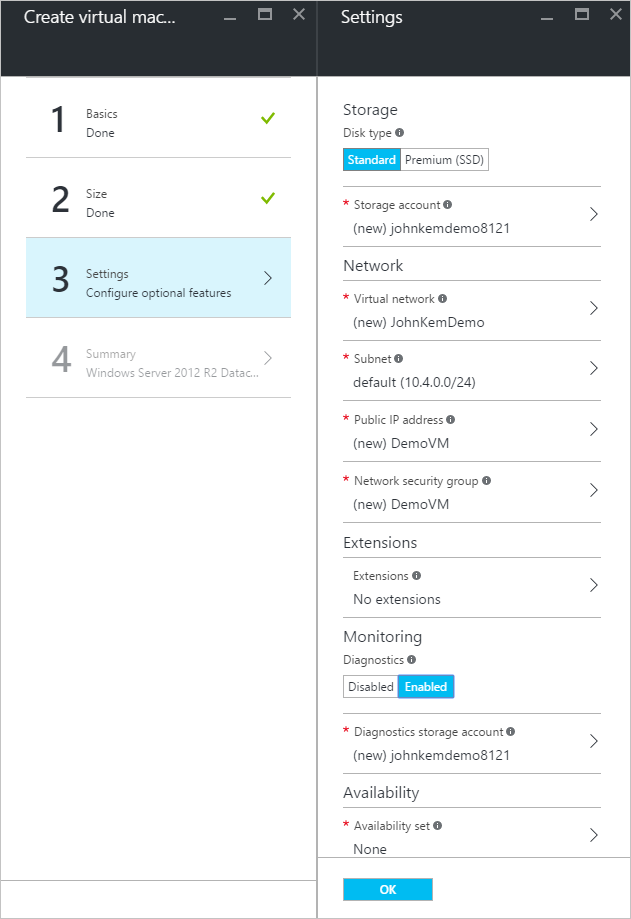 Create virtual mac...
1
Basics
Done
2
Size
Done
3
Settings
Configure optional features
4
Summary
Windows Server 2012 R2 Datac...
Settings
Storage
Disk type
Standard Premium (SSD)
* Storage account
(new) johnkemdemo8121
Network
* Virtual network
(new) JohnKemDemo
* Subnet
default (10.4.0.0/24)
* Public IP address
(new) DemoVM
* Network security group
(new) DemoVM
Extensions
Extensions
No extensions
Monitoring
Diagnostics
Disabled Enabled
* Diagnostics storage account
(new) johnkemdemo8121
Availability
* Availability set
None
OK